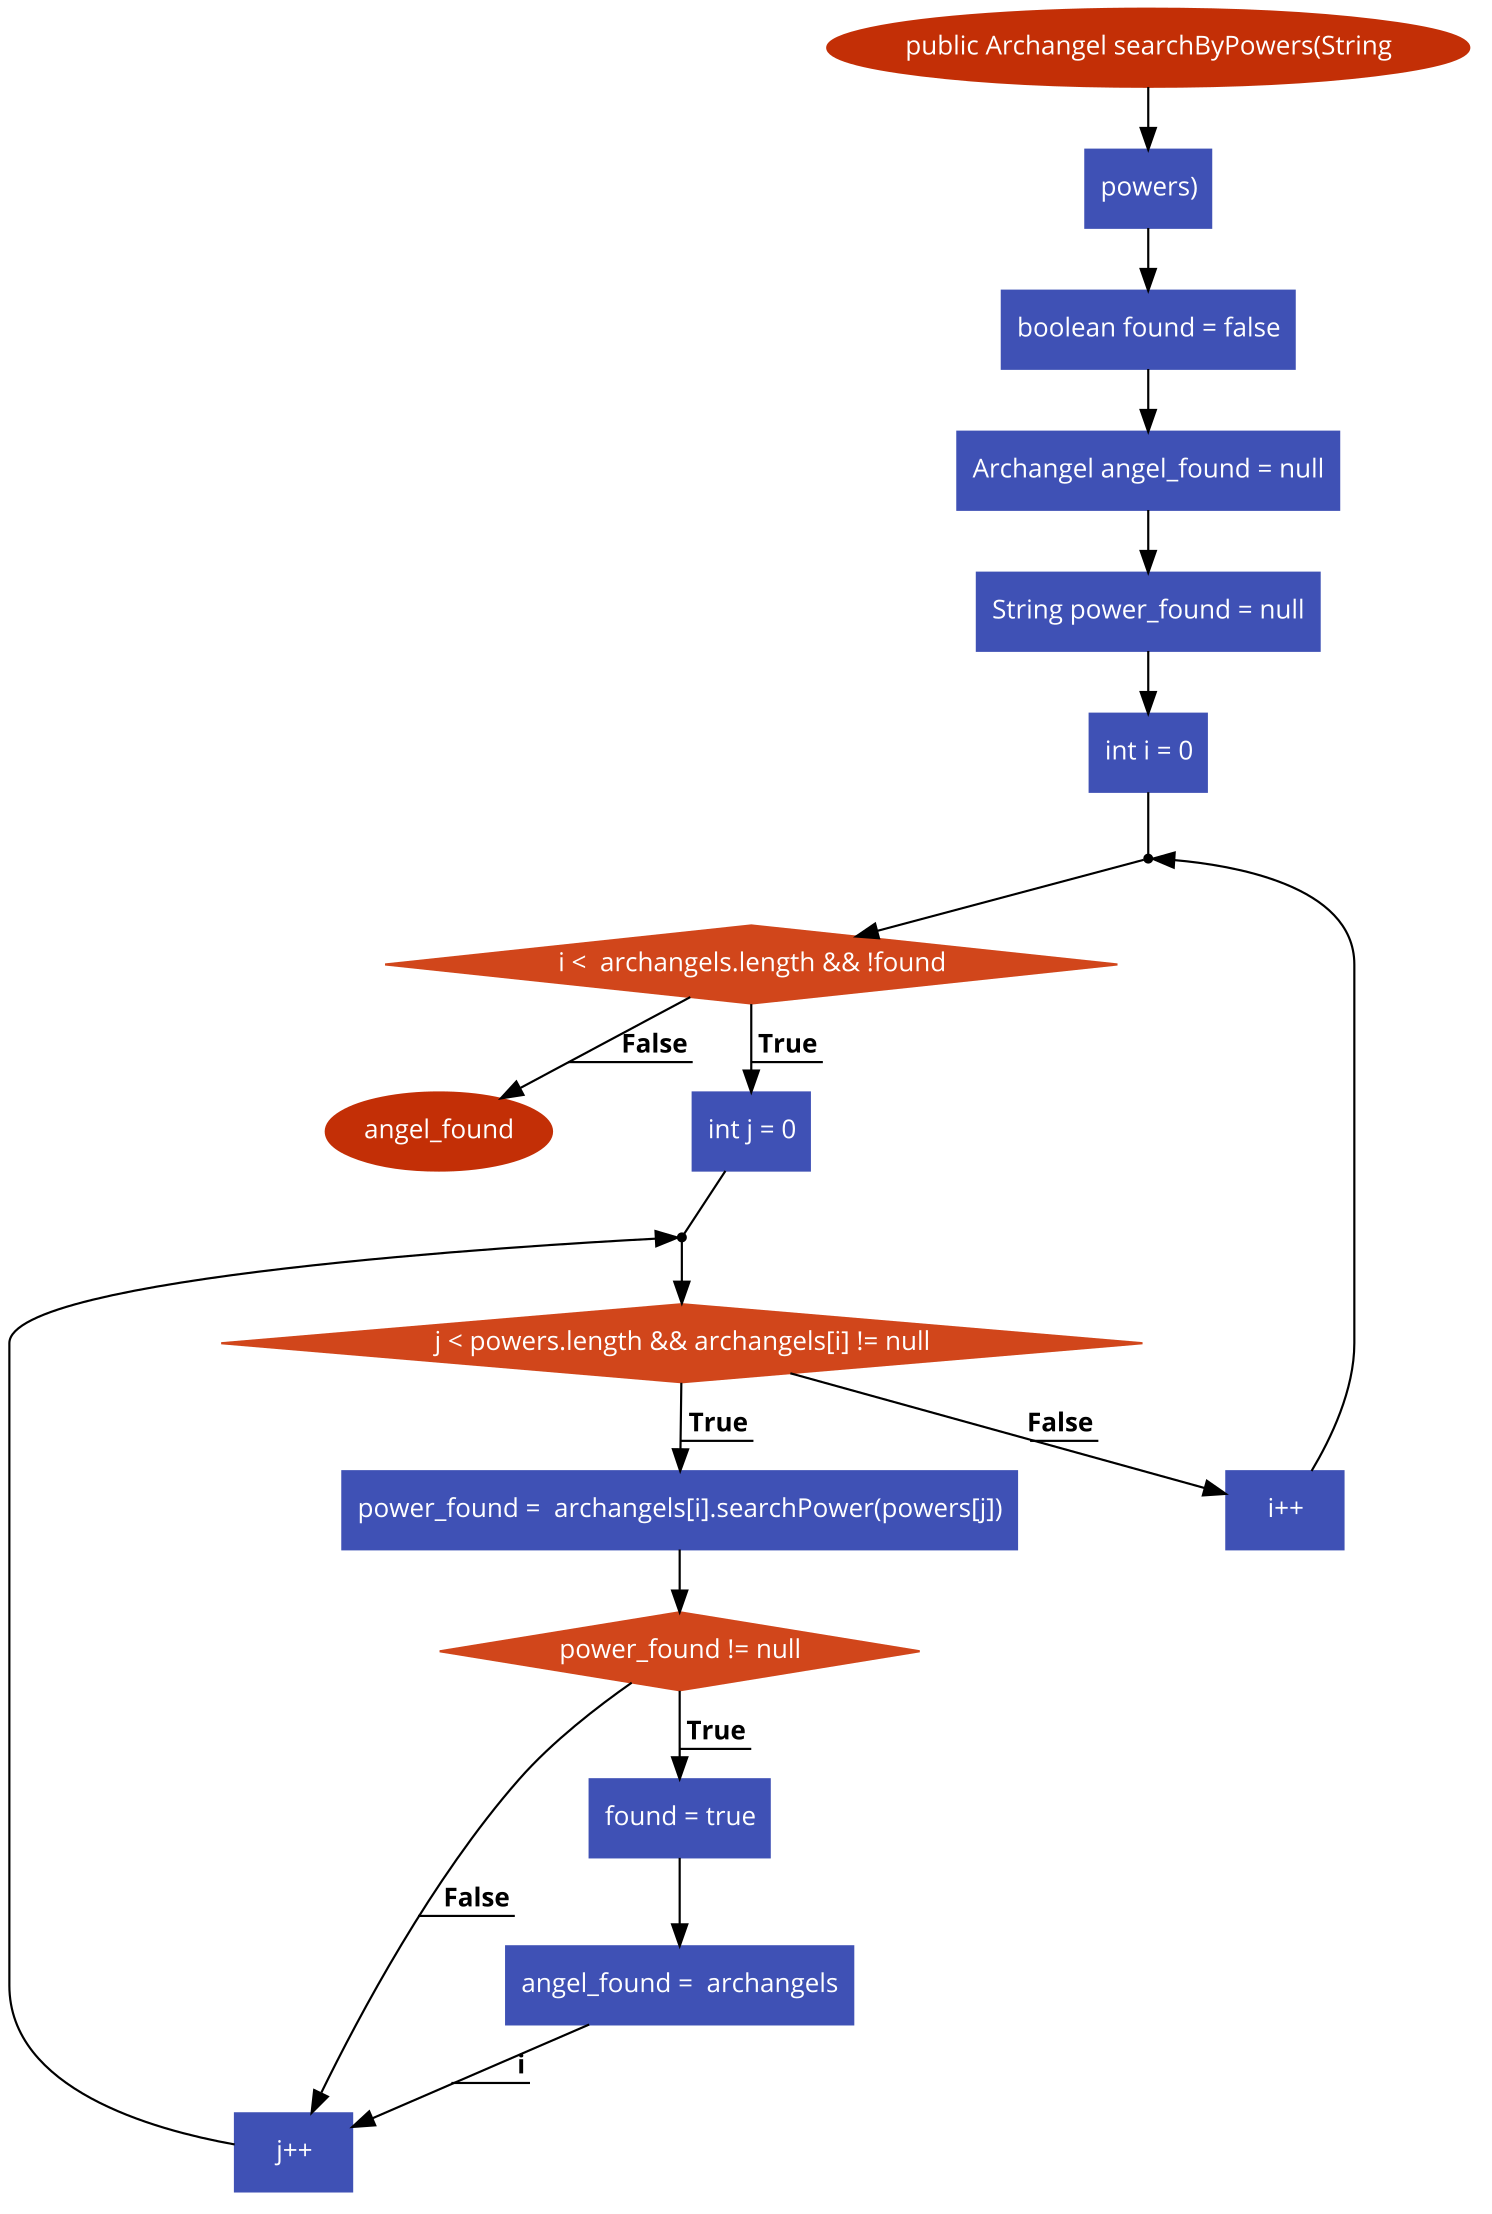 public Archangel searchByPowers(String
powers)
boolean found = false
Archangel angel_found = null
String power_found = null
int i = 0
i <  archangels.length && !found
False
True
angel_found
int j = 0
j < powers.length && archangels[i] != null
True
False
power_found =  archangels[i].searchPower(powers[j])
i++
power_found != null
True
found = true
False
angel_found =  archangels
i
j++